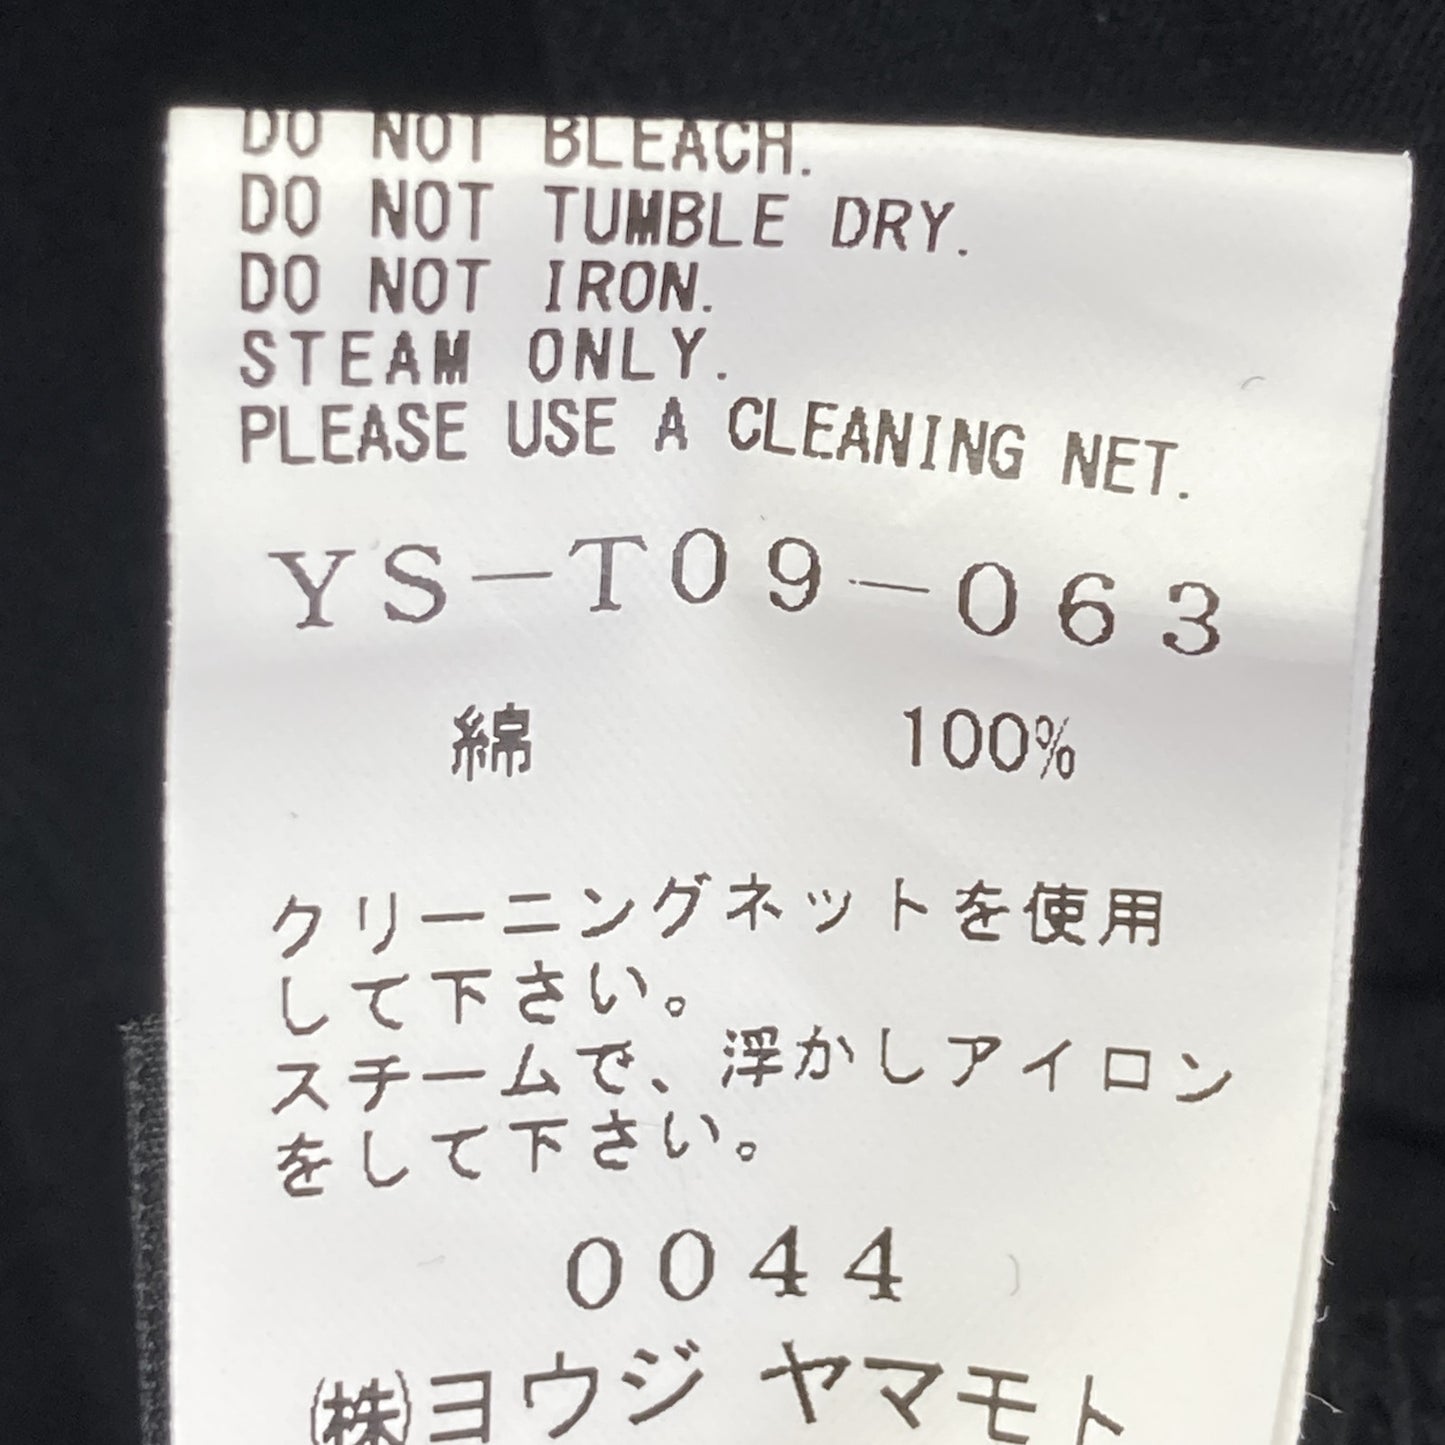 DO NOT BLEACH.
DO NOT TUMBLE DRY.
DO NOT IRON.
STEAM ONLY.
PLEASE USE A CLEANING NET.
YS-T09-063
綿 100%
クリーニングネットを使用
して下さい。
スチームで、浮かしアイロン
をして下さい。
0044
(株)ヨウジ ヤマモト